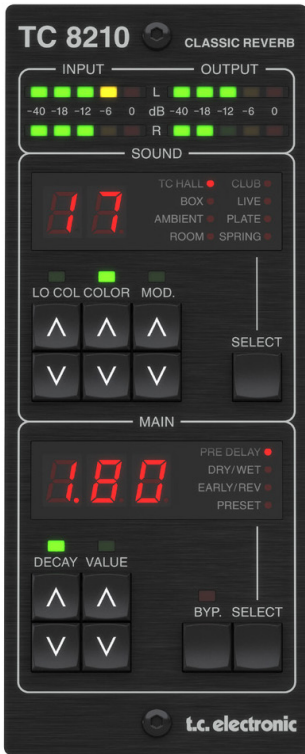 TC 8210 CLASSIC REVERB
INPUT OUTPUT
L
-40 -18 -12 -6 0 dB -40 -18 -12 -6 0
R
SOUND
17
TC HALL CLUB
BOX LIVE
AMBIENT PLATE
ROOM SPRING
LO COL COLOR MOD.
SELECT
MAIN
1.80
PRE DELAY
DRY/WET
EARLY/REV
PRESET
DECAY VALUE
BYP. SELECT
t.c. electronic